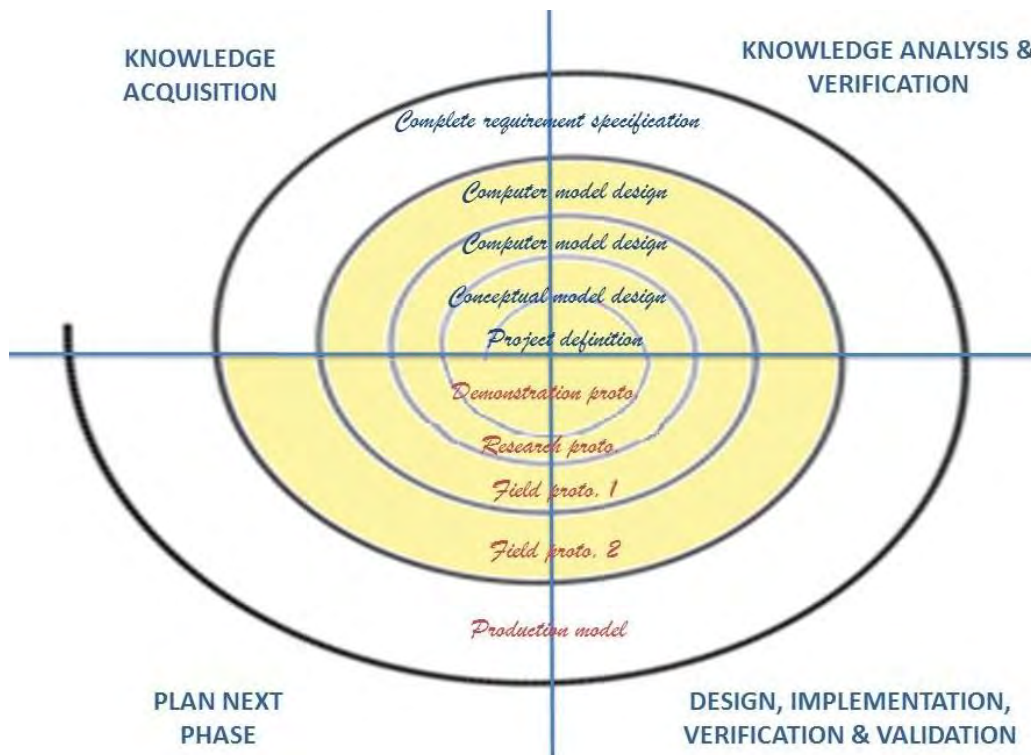 KNOWLEDGE
ACQUISITION
KNOWLEDGE ANALYSIS &
VERIFICATION
Complete requirement specification
Computer model design
Computer model design
Conceptual model design
Project definition
Demonstration proto.
Research proto.
Field proto. 1
Field proto. 2
Production model
PLAN NEXT
PHASE
DESIGN, IMPLEMENTATION,
VERIFICATION & VALIDATION